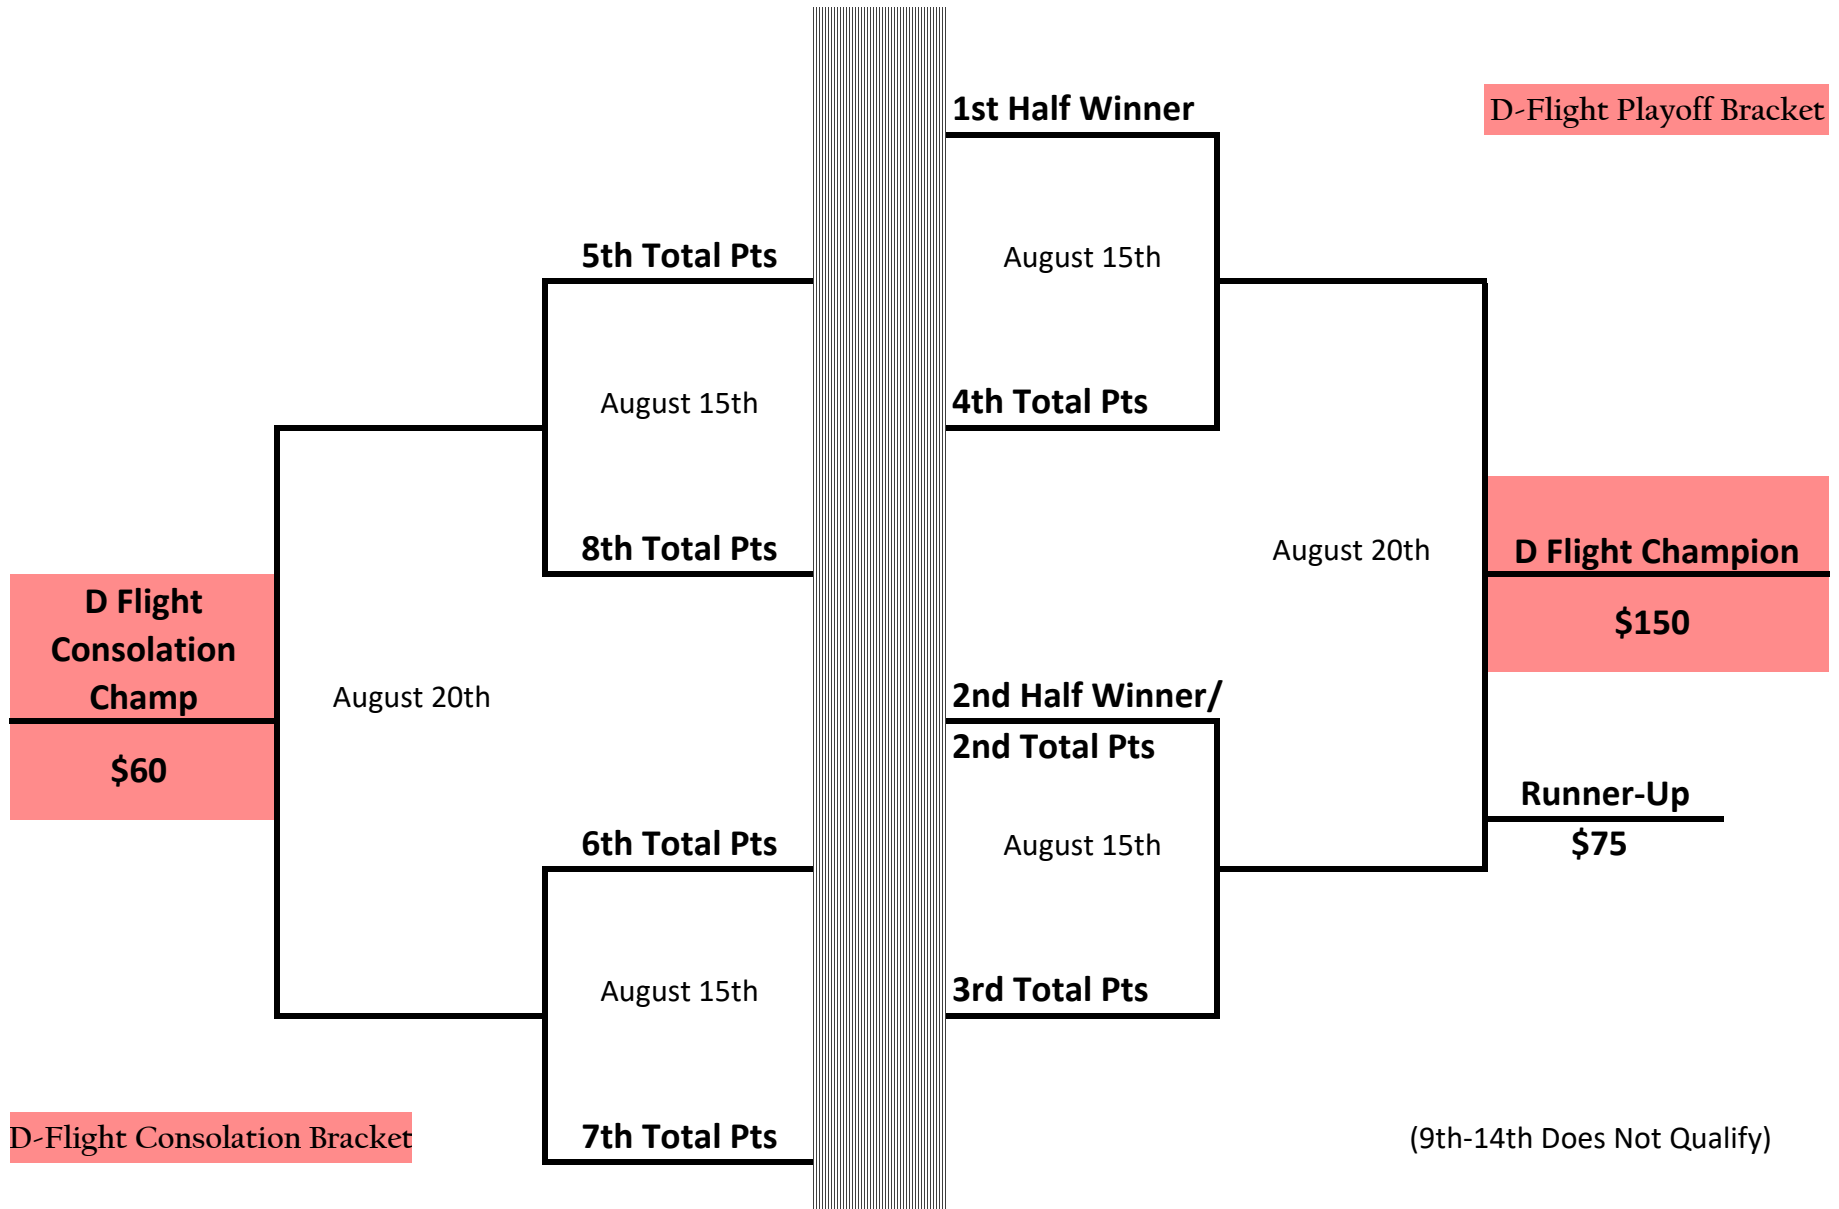 1st Half Winner
D-Flight Playoff Bracket
5th Total Pts
August 15th
August 15th
4th Total Pts
8th Total Pts
August 20th
D Flight Champion
$150
D Flight
Consolation
Champ
$60
August 20th
2nd Half Winner/
2nd Total Pts
Runner-Up
$75
6th Total Pts
August 15th
August 15th
3rd Total Pts
D-Flight Consolation Bracket
7th Total Pts
(9th-14th Does Not Qualify)